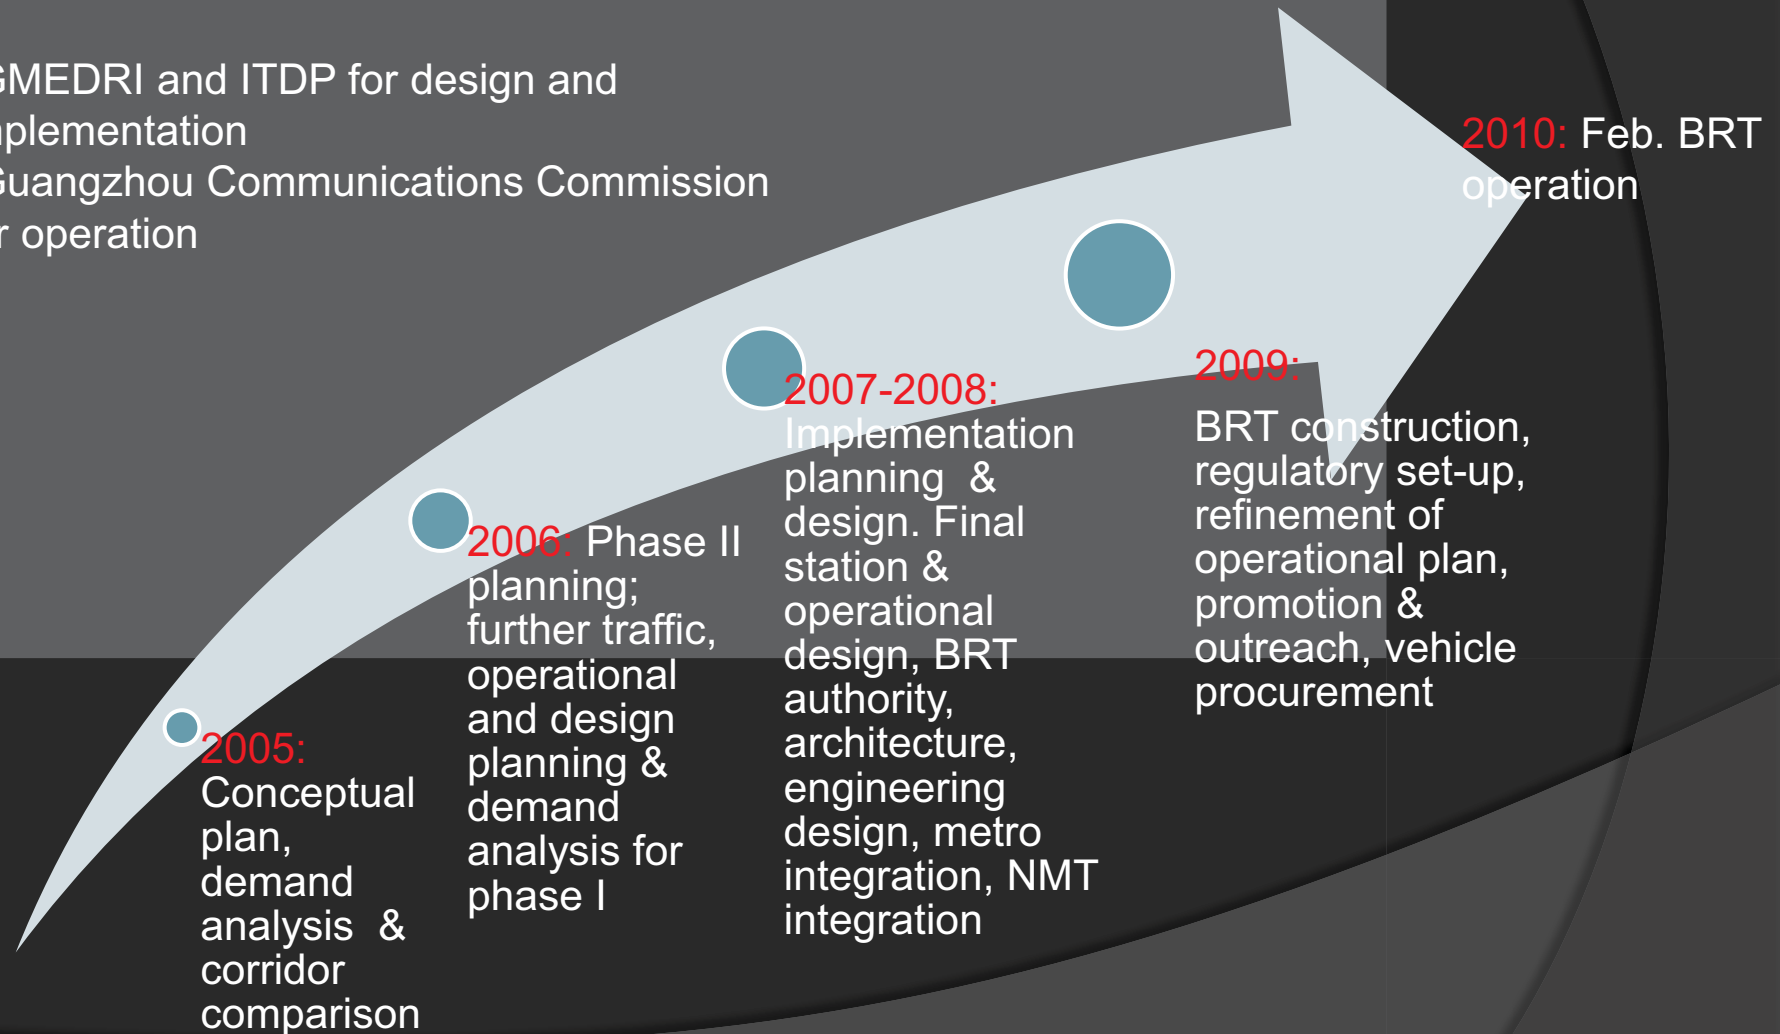 GMEDRI and ITDP for design and
plementation
Guangzhou Communications Commission
r operation
2010: Feb. BRT
operation
2009:
BRT construction,
regulatory set-up,
refinement of
operational plan,
promotion &
outreach, vehicle
procurement
2007-2008:
Implementation
planning & 
design. Final
station &
operational
design, BRT
authority,
architecture,
engineering
design, metro
integration, NMT
integration
2006: Phase II
planning;
further traffic,
operational
and design
planning &
demand
analysis for
phase I
2005:
Conceptual
plan,
demand
analysis &
corridor
comparison